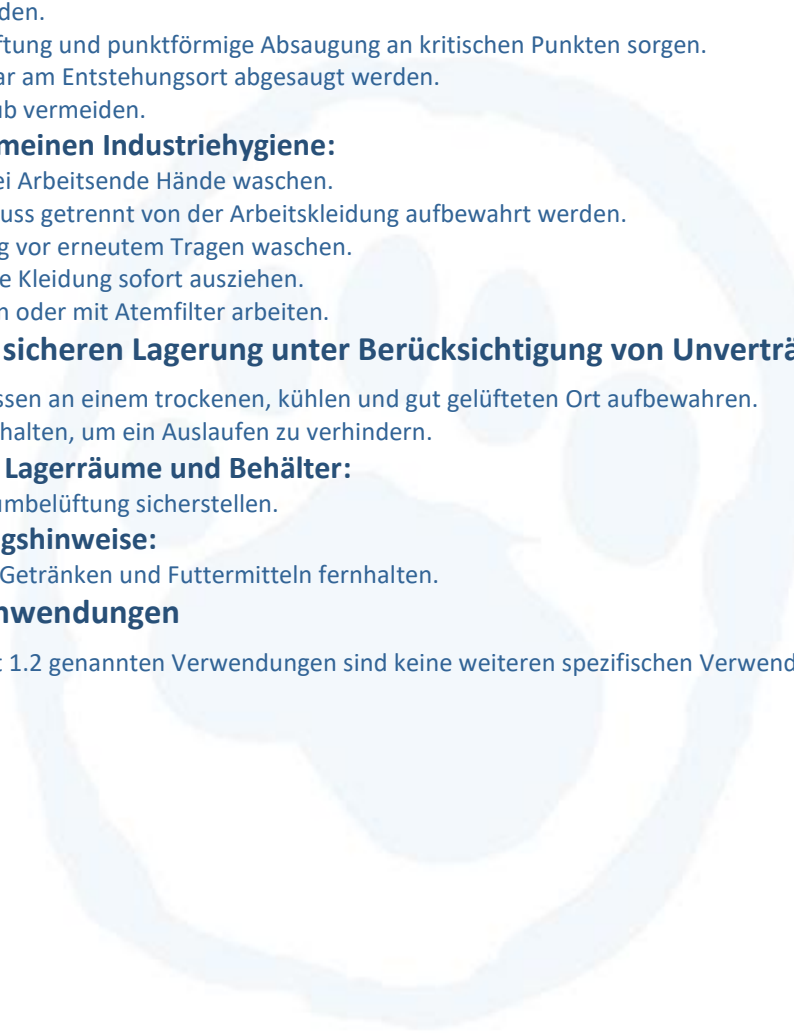 den.
ftung und punktförmige Absaugung an kritischen Punkten sorgen.
ar am Entstehungsort abgesaugt werden.
ub vermeiden.
meinen Industriehygiene:
ei Arbeitsende Hände waschen.
uss getrennt von der Arbeitskleidung aufbewahrt werden.
g vor erneutem Tragen waschen.
e Kleidung sofort ausziehen.
n oder mit Atemfilter arbeiten.
sicheren Lagerung unter Berücksichtigung von Unverträ
ssen an einem trockenen, kühlen und gut gelüfteten Ort aufbewahren.
halten, um ein Auslaufen zu verhindern.
Lagerräume und Behälter:
umbelüftung sicherstellen.
gshinweise:
Getränken und Futtermitteln fernhalten.
nwendungen
t 1.2 genannten Verwendungen sind keine weiteren spezifischen Verwend